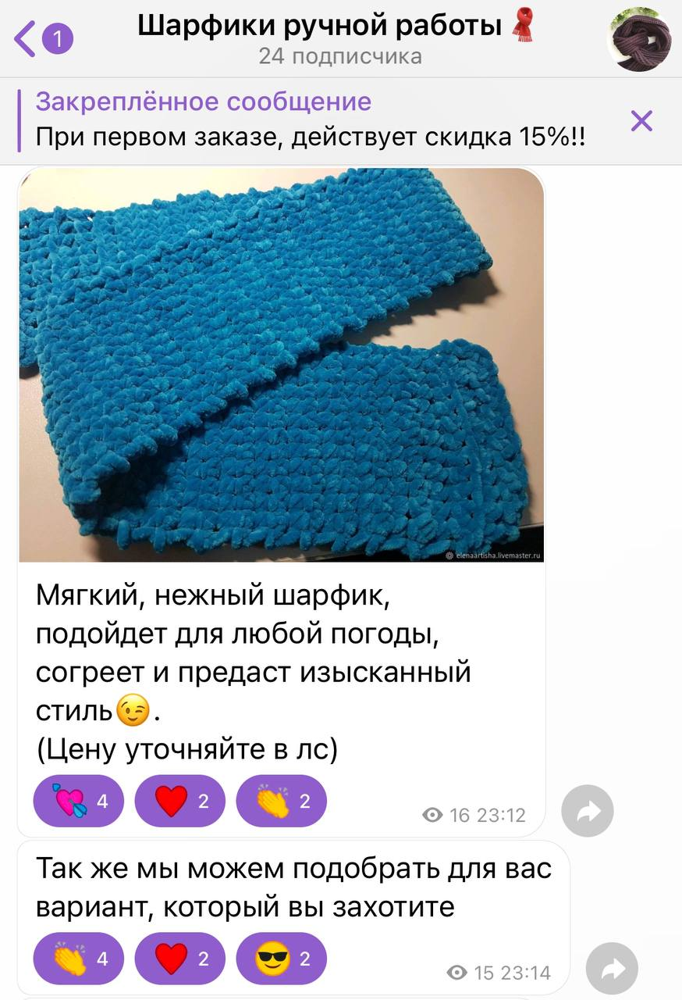 1
Шарфики ручной работы🧣
24 подписчика
Закреплённое сообщение
При первом заказе, действует скидка 15%!!
elenaartisha.livemaster.ru
Мягкий, нежный шарфик,
подойдет для любой погоды,
согреет и предаст изысканный
стиль😉.
(Цену уточняйте в лс)
💘 4 ❤️ 2 👏 2 16 23:12
Так же мы можем подобрать для вас
вариант, который вы захотите
👏 4 ❤️ 2 😎 2 15 23:14